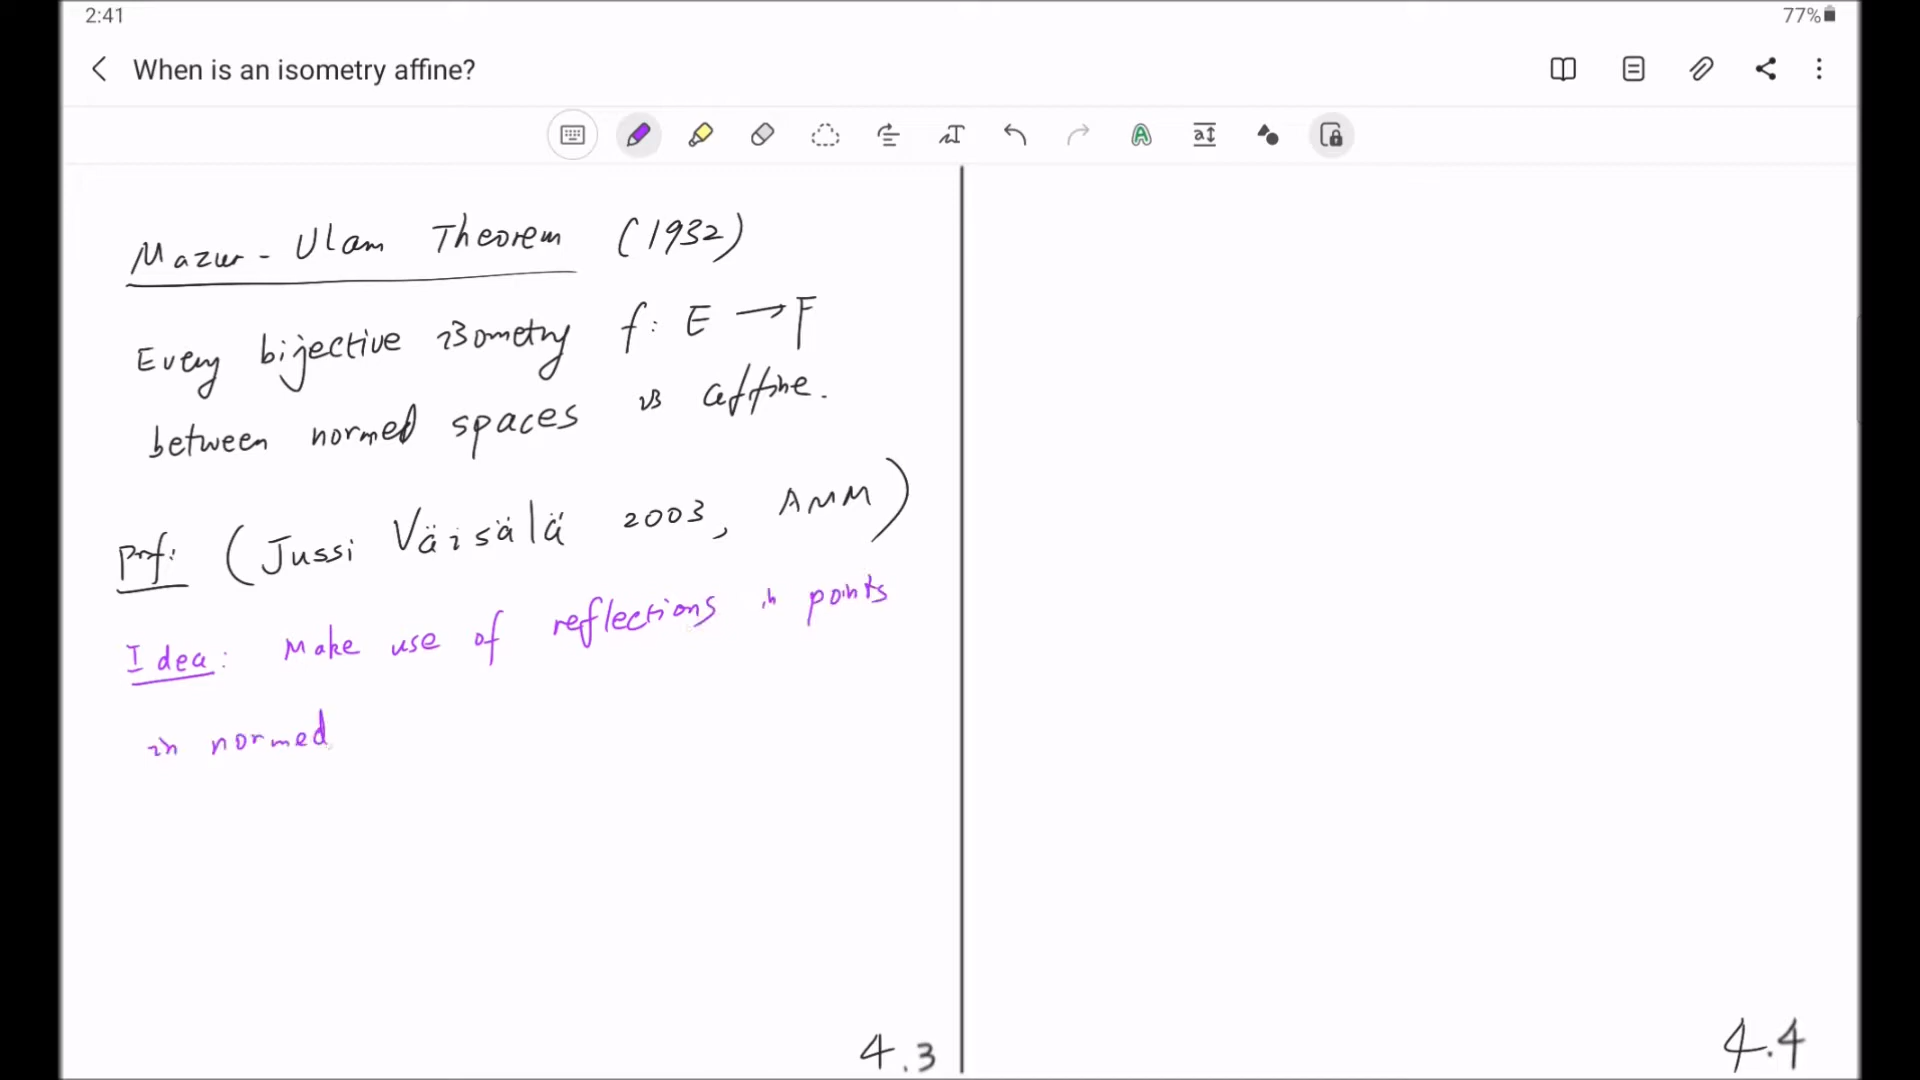 2:41
77%
When is an isometry affine?
Mazur-Ulam Theorem (1932)
Every bijective isometry f: E → F
between normed spaces is affine.
Prf: (Jussi Väisälä 2003, AMM)
Idea: Make use of reflections in points
in normed
4.3
4.4